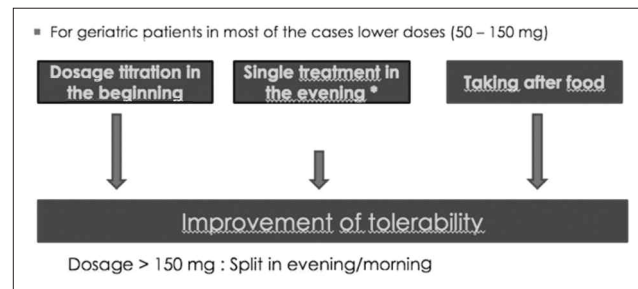 ▪ For geriatric patients in most of the cases lower doses (50 – 150 mg)
Dosage titration in
the beginning
Single treatment in
the evening *
Taking after food
Improvement of tolerability
Dosage > 150 mg : Split in evening/morning